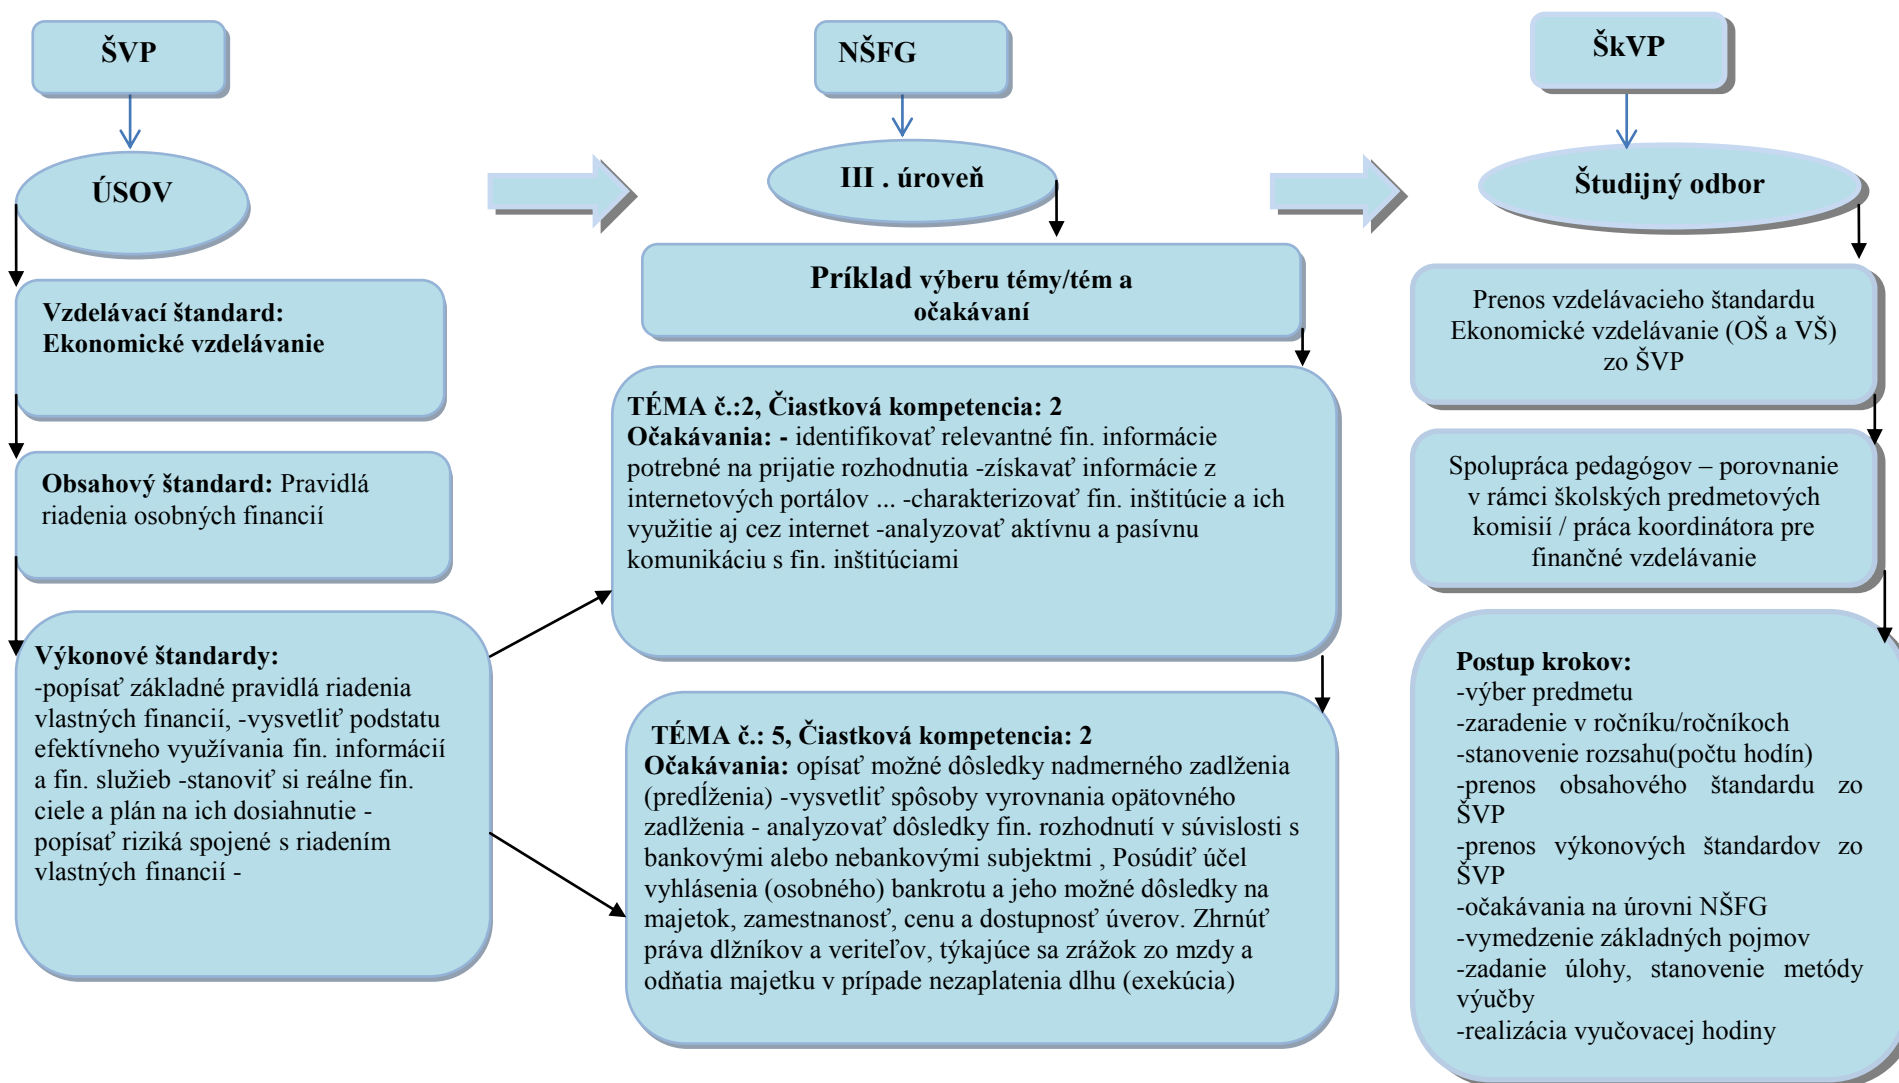 ŠVP
ÚSOV
Vzdelávací štandard:
Ekonomické vzdelávanie
Obsahový štandard: Pravidlá
riadenia osobných financií
Výkonové štandardy:
-popísať základné pravidlá riadenia
vlastných financií, -vysvetliť podstatu
efektívneho využívania fin. informácií
a fin. služieb -stanoviť si reálne fin.
ciele a plán na ich dosiahnutie -
popísať riziká spojené s riadením
vlastných financií -
NŠFG
III . úroveň
Príklad výberu témy/tém a
očakávaní
TÉMA č.:2, Čiastková kompetencia: 2
Očakávania: - identifikovať relevantné fin. informácie
potrebné na prijatie rozhodnutia -získavať informácie z
internetových portálov ... -charakterizovať fin. inštitúcie a ich
využitie aj cez internet -analyzovať aktívnu a pasívnu
komunikáciu s fin. inštitúciami
TÉMA č.: 5, Čiastková kompetencia: 2
Očakávania: opísať možné dôsledky nadmerného zadlženia
(predĺženia) -vysvetliť spôsoby vyrovnania opätovného
zadlženia - analyzovať dôsledky fin. rozhodnutí v súvislosti s
bankovými alebo nebankovými subjektmi , Posúdiť účel
vyhlásenia (osobného) bankrotu a jeho možné dôsledky na
majetok, zamestnanosť, cenu a dostupnosť úverov. Zhrnúť
práva dlžníkov a veriteľov, týkajúce sa zrážok zo mzdy a
odňatia majetku v prípade nezaplatenia dlhu (exekúcia)
ŠkVP
Študijný odbor
Prenos vzdelávacieho štandardu
Ekonomické vzdelávanie (OŠ a VŠ)
zo ŠVP
Spolupráca pedagógov – porovnanie
v rámci školských predmetových
komisií / práca koordinátora pre
finančné vzdelávanie
Postup krokov:
-výber predmetu
-zaradenie v ročníku/ročníkoch
-stanovenie rozsahu(počtu hodín)
-prenos obsahového štandardu zo
ŠVP
-prenos výkonových štandardov zo
ŠVP
-očakávania na úrovni NŠFG
-vymedzenie základných pojmov
-zadanie úlohy, stanovenie metódy
výučby
-realizácia vyučovacej hodiny